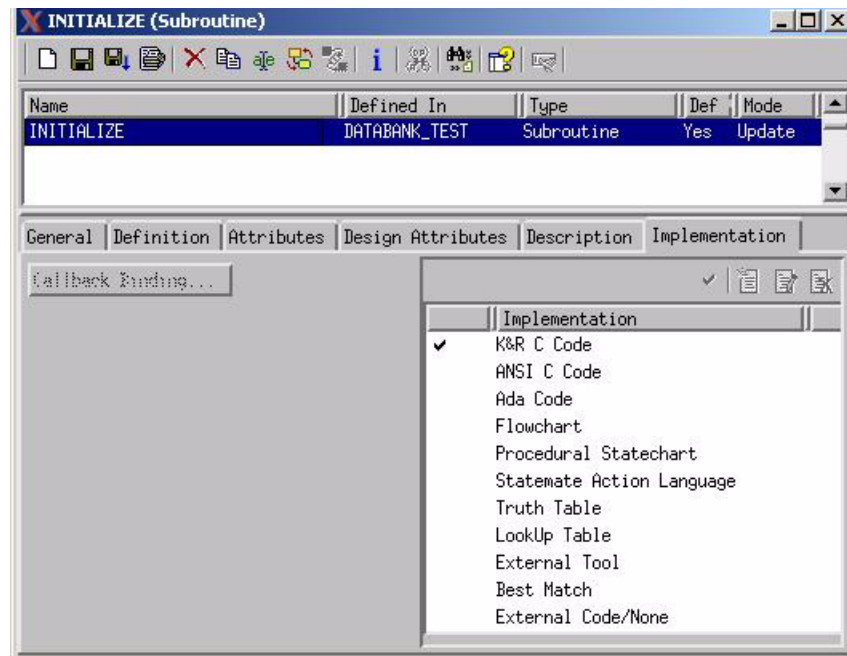 INITIALIZE (Subroutine)
Name Defined In Type Def Mode
INITIALIZE DATABANK_TEST Subroutine Yes Update
General Definition Attributes Design Attributes Description Implementation
Callback Binding...
Implementation
K&R C Code
ANSI C Code
Ada Code
Flowchart
Procedural Statechart
Statemate Action Language
Truth Table
LookUp Table
External Tool
Best Match
External Code/None